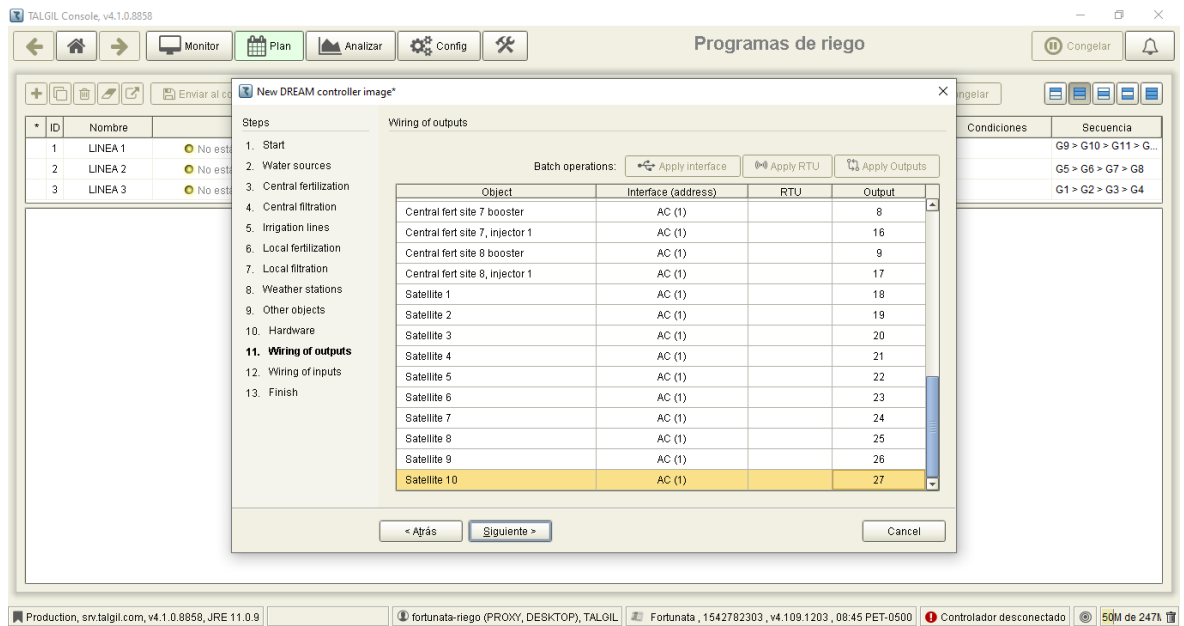 TALGIL Console, v4.1.0.8858
Monitor Plan Analizar Config Programas de riego Congelar
Enviar al co
ngelar
* ID Nombre Condiciones Secuencia
1 LINEA 1 No está G9 > G10 > G11 > G...
2 LINEA 2 No está G5 > G6 > G7 > G8
3 LINEA 3 No está G1 > G2 > G3 > G4
New DREAM controller image*
Steps
1. Start
2. Water sources
3. Central fertilization
4. Central filtration
5. Irrigation lines
6. Local fertilization
7. Local filtration
8. Weather stations
9. Other objects
10. Hardware
11. Wiring of outputs
12. Wiring of inputs
13. Finish
Wiring of outputs
Batch operations: Apply interface Apply RTU Apply Outputs
Object Interface (address) RTU Output
Central fert site 7 booster AC (1) 8
Central fert site 7, injector 1 AC (1) 16
Central fert site 8 booster AC (1) 9
Central fert site 8, injector 1 AC (1) 17
Satellite 1 AC (1) 18
Satellite 2 AC (1) 19
Satellite 3 AC (1) 20
Satellite 4 AC (1) 21
Satellite 5 AC (1) 22
Satellite 6 AC (1) 23
Satellite 7 AC (1) 24
Satellite 8 AC (1) 25
Satellite 9 AC (1) 26
Satellite 10 AC (1) 27
< Atrás Siguiente > Cancel
Production, srv.talgil.com, v4.1.0.8858, JRE 11.0.9
fortunata-riego (PROXY, DESKTOP), TALGIL
Fortunata , 1542782303 , v4.109.1203 , 08:45 PET-0500
Controlador desconectado
50M de 247M